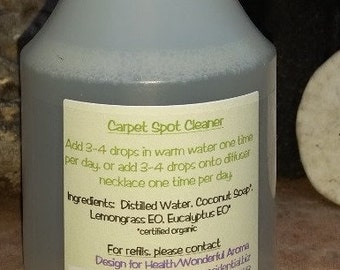 Carpet Spot Cleaner
Add 3-4 drops in warm water one time
per day, or add 3-4 drops onto diffuser
necklace one time per day.
Ingredients: Distilled Water, Coconut Soap*,
Lemongrass EO, Eucalyptus EO*
*certified organic
For refills, please contact
Design for Health/Wonderful Aroma